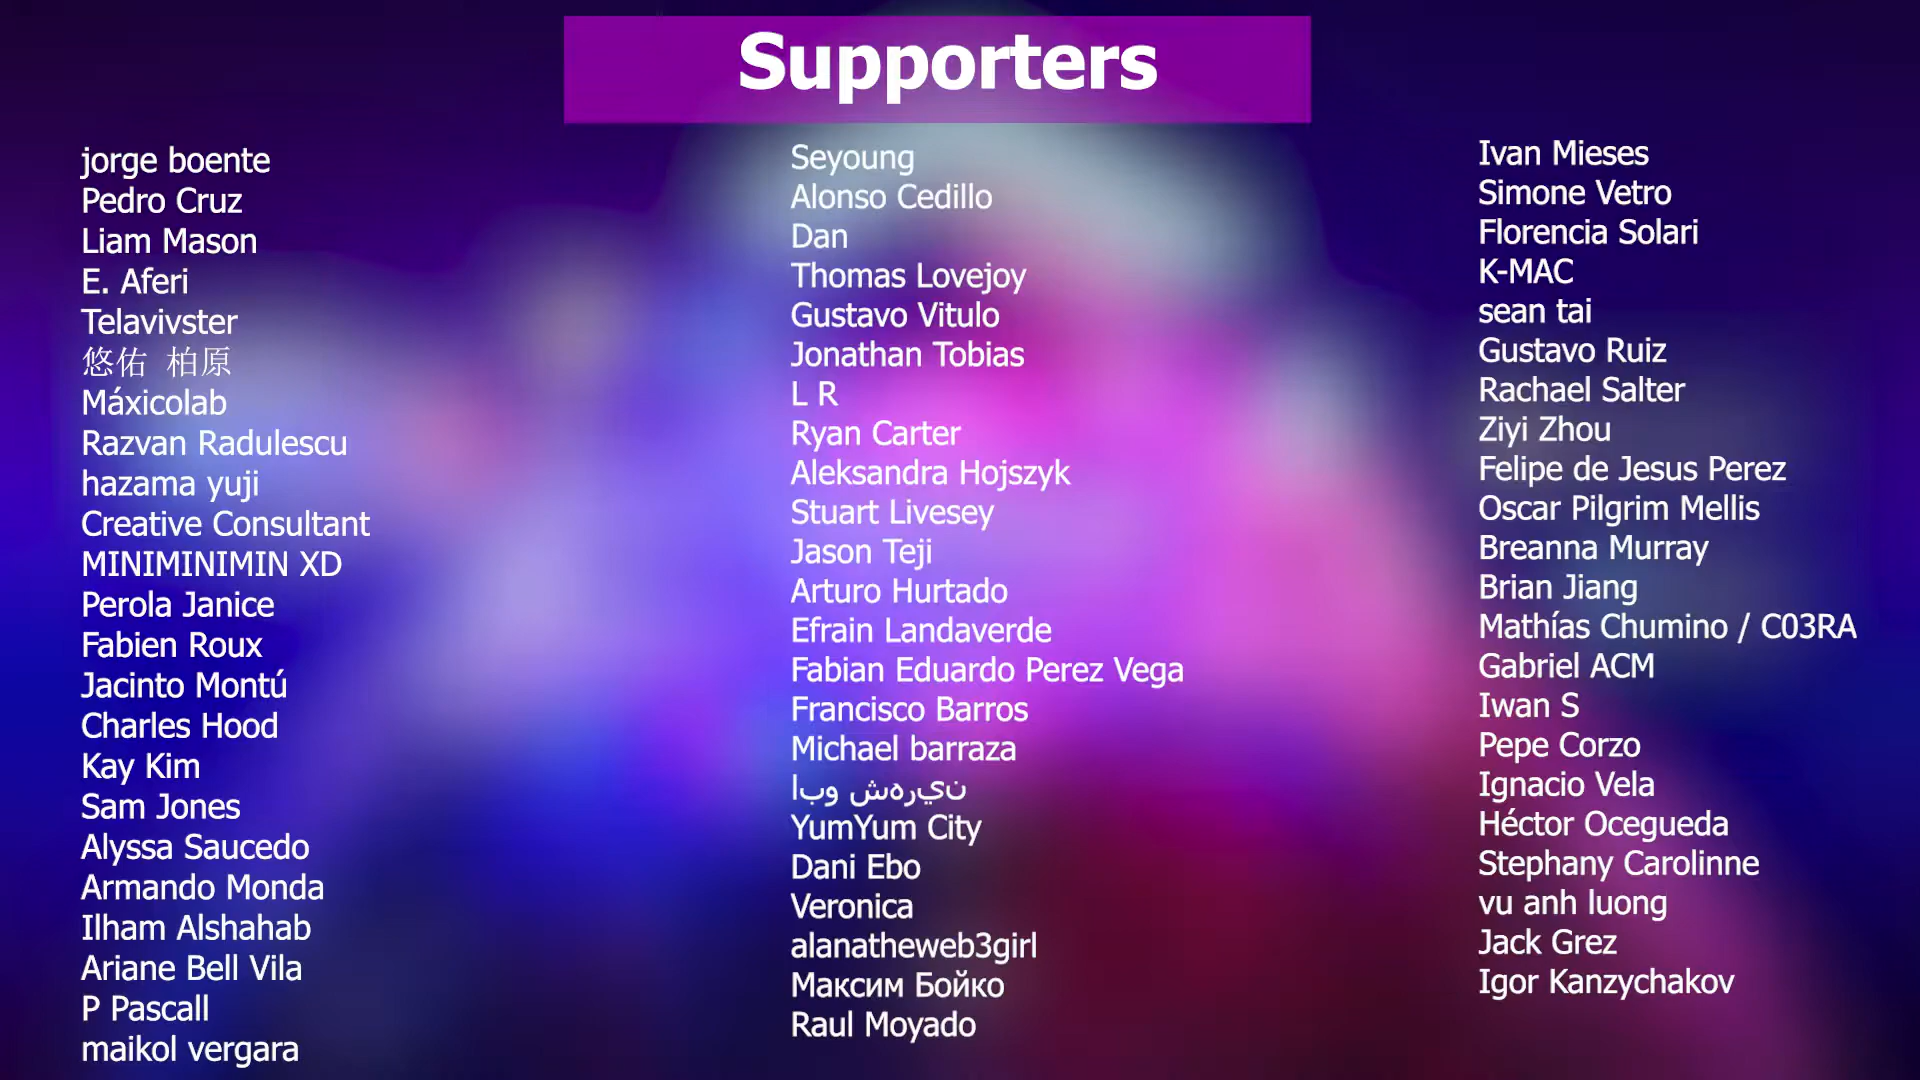 Supporters
jorge boente
Pedro Cruz
Liam Mason
E. Aferi
Telavivster
悠佑 柏原
Máxicolab
Razvan Radulescu
hazama yuji
Creative Consultant
MINIMINIMIN XD
Perola Janice
Fabien Roux
Jacinto Montú
Charles Hood
Kay Kim
Sam Jones
Alyssa Saucedo
Armando Monda
Ilham Alshahab
Ariane Bell Vila
P Pascall
maikol vergara
Seyoung
Alonso Cedillo
Dan
Thomas Lovejoy
Gustavo Vitulo
Jonathan Tobias
L R
Ryan Carter
Aleksandra Hojszyk
Stuart Livesey
Jason Teji
Arturo Hurtado
Efrain Landaverde
Fabian Eduardo Perez Vega
Francisco Barros
Michael barraza
ابو شهرين
YumYum City
Dani Ebo
Veronica
alanatheweb3girl
Максим Бойко
Raul Moyado
Ivan Mieses
Simone Vetro
Florencia Solari
K-MAC
sean tai
Gustavo Ruiz
Rachael Salter
Ziyi Zhou
Felipe de Jesus Perez
Oscar Pilgrim Mellis
Breanna Murray
Brian Jiang
Mathías Chumino / C03RA
Gabriel ACM
Iwan S
Pepe Corzo
Ignacio Vela
Héctor Ocegueda
Stephany Carolinne
vu anh luong
Jack Grez
Igor Kanzychakov